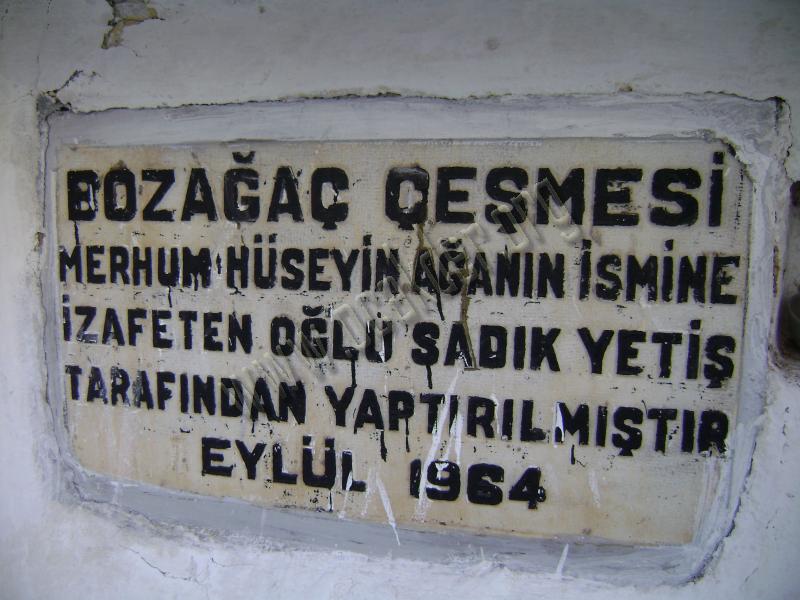 BOZAĞAÇ ÇEŞMESİ
MERHUM HÜSEYİN AĞANIN İSMİNE
İZAFETEN OĞLU SADIK YETİŞ
TARAFINDAN YAPTIRILMIŞTIR
EYLÜL 1964